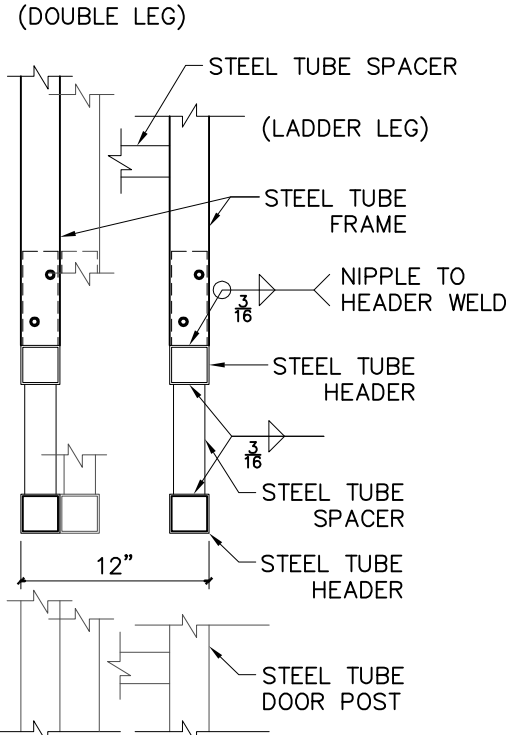 (DOUBLE LEG)
STEEL TUBE SPACER
(LADDER LEG)
STEEL TUBE
FRAME
NIPPLE TO
HEADER WELD
3/16
STEEL TUBE
HEADER
3/16
STEEL TUBE
SPACER
12”
STEEL TUBE
HEADER
STEEL TUBE
DOOR POST